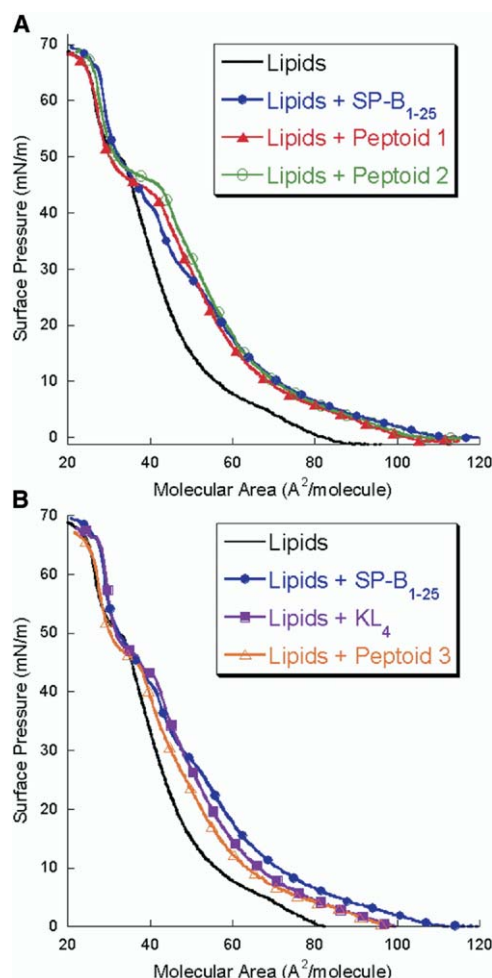 A
70
60
50
40
30
20
10
0
Surface Pressure (mN/m)
Lipids
Lipids + SP-B1-25
Lipids + Peptoid 1
Lipids + Peptoid 2
20 40 60 80 100 120
Molecular Area (A2/molecule)
B
70
60
50
40
30
20
10
0
Surface Pressure (mN/m)
Lipids
Lipids + SP-B1-25
Lipids + KL4
Lipids + Peptoid 3
20 40 60 80 100 120
Molecular Area (A2/molecule)